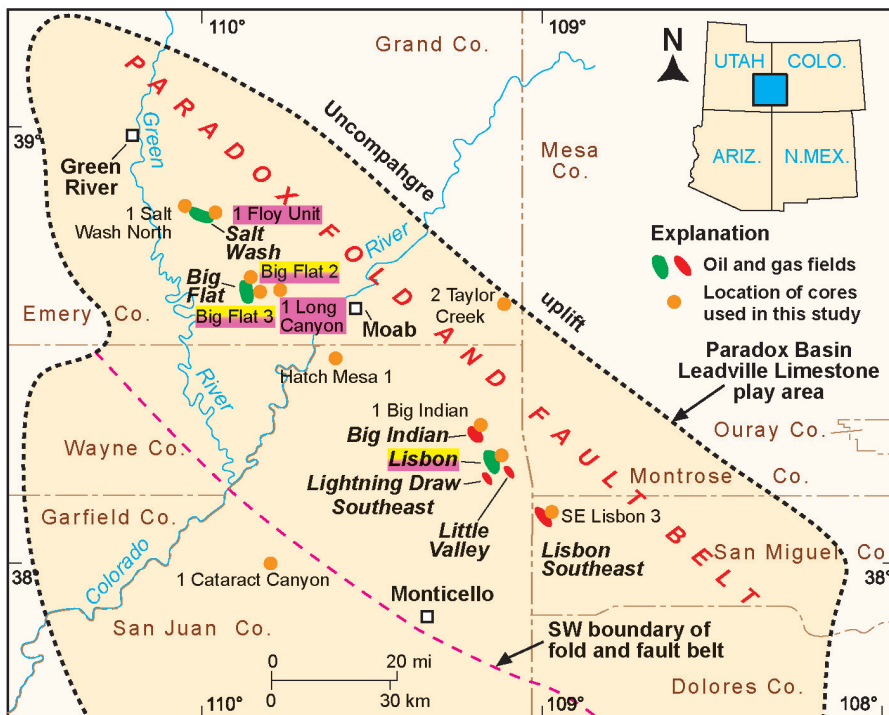 110°
109°
Grand Co.
N
UTAH
COLO.
ARIZ.
N.MEX.
PARADOX FOLD AND FAULT BELT
Green
39°
Green
River
Uncompahgre
uplift
Mesa
Co.
1 Salt
Wash North
1 Floy Unit
Salt
Wash
River
Explanation
Oil and gas fields
Location of cores
used in this study
Big
Flat
Big Flat 2
Big Flat 3
1 Long
Canyon
Moab
2 Taylor
Creek
Emery Co.
Hatch Mesa 1
Paradox Basin
Leadville Limestone
play area
River
1 Big Indian
Big Indian
Ouray Co.
Wayne Co.
Lisbon
Lightning Draw
Southeast
Montrose Co.
Little
Valley
Garfield Co.
SE Lisbon 3
Lisbon
Southeast
San Miguel Co.
38°
38°
Colorado
1 Cataract Canyon
Monticello
San Juan Co.
SW boundary of
fold and fault belt
0 20 mi
0 30 km
Dolores Co.
110°
109°
108°